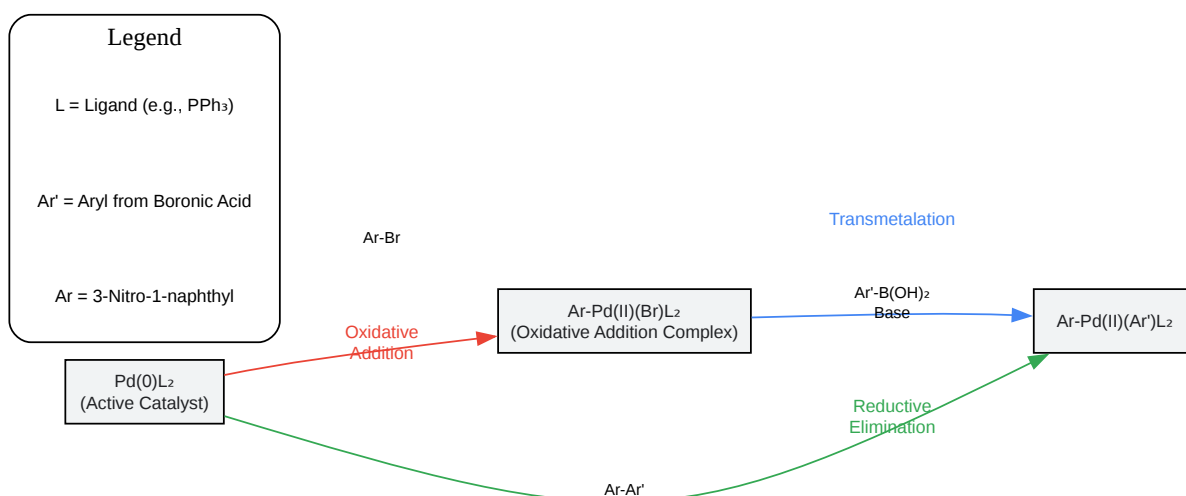 Legend
L = Ligand (e.g., PPh₃)
Ar' = Aryl from Boronic Acid
Ar = 3-Nitro-1-naphthyl
Ar-Br
Oxidative
Addition
Pd(0)L₂
(Active Catalyst)
Ar-Pd(II)(Br)L₂
(Oxidative Addition Complex)
Transmetalation
Ar'-B(OH)₂
Base
Ar-Pd(II)(Ar')L₂
Reductive
Elimination
Ar-Ar'